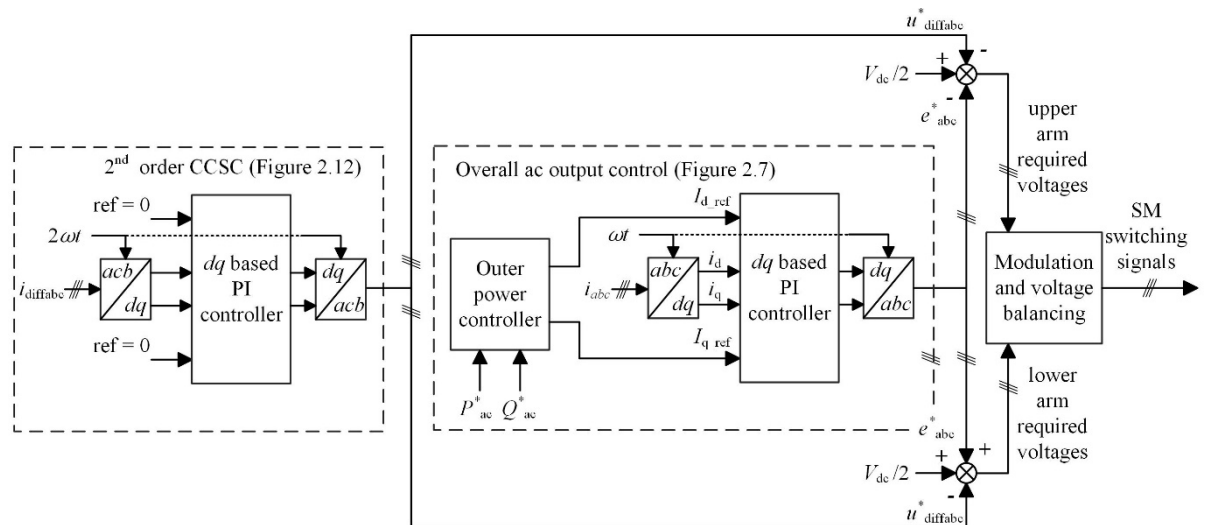 u*diffabc
-
+
Vdc/2
-
e*abc
upper
arm
required
voltages
2nd order CCSC (Figure 2.12)
ref = 0
2ωt
acb
dq
idiffabc
dq based
PI
controller
dq
acb
ref = 0
Overall ac output control (Figure 2.7)
Id_ref
ωt
Outer
power
controller
abc
dq
iabc
id
iq
dq based
PI
controller
dq
abc
Iq_ref
P*ac
Q*ac
Modulation
and voltage
balancing
SM
switching
signals
lower
arm
required
voltages
e*abc
+
+
Vdc/2
-
u*diffabc